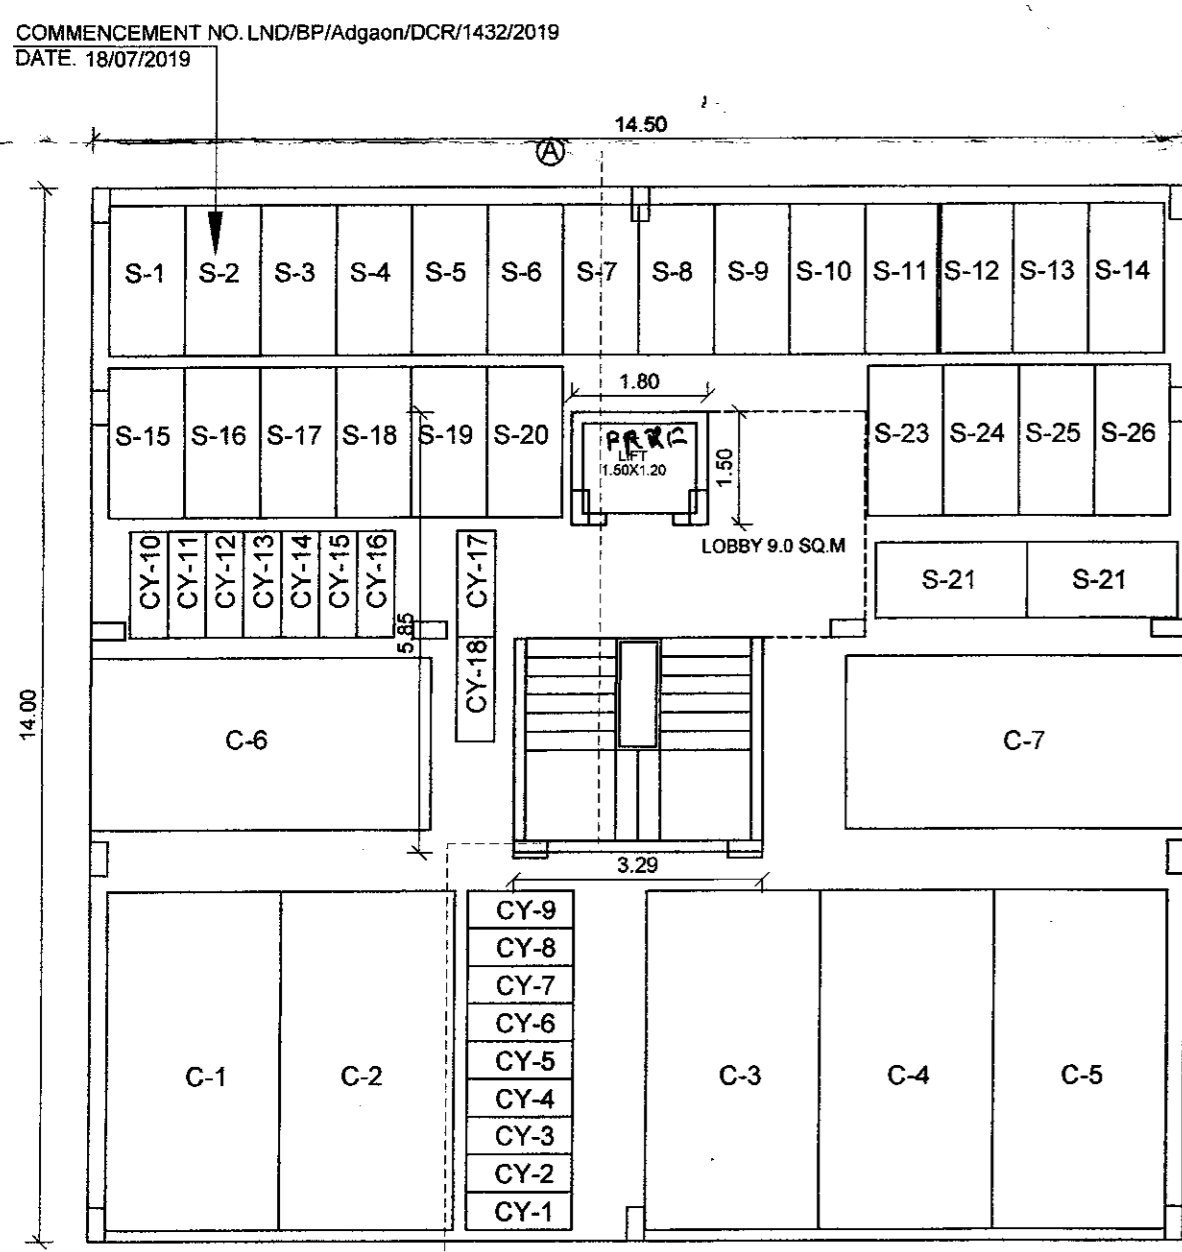 COMMENCEMENT NO. LND/BP/Adgaon/DCR/1432/2019
DATE. 18/07/2019
14.50
A
S-1 S-2 S-3 S-4 S-5 S-6 S-7 S-8 S-9 S-10 S-11 S-12 S-13 S-14
1.80
S-15 S-16 S-17 S-18 S-19 S-20
S-23 S-24 S-25 S-26
LIFT
1.50X1.20
1.50
LOBBY 9.0 SQ.M
CY-10 CY-11 CY-12 CY-13 CY-14 CY-15 CY-16
CY-17
CY-18
S-21 S-21
5.85
14.00
C-6
C-7
3.29
CY-9
CY-8
CY-7
CY-6
CY-5
CY-4
CY-3
CY-2
CY-1
C-1 C-2
C-3 C-4 C-5